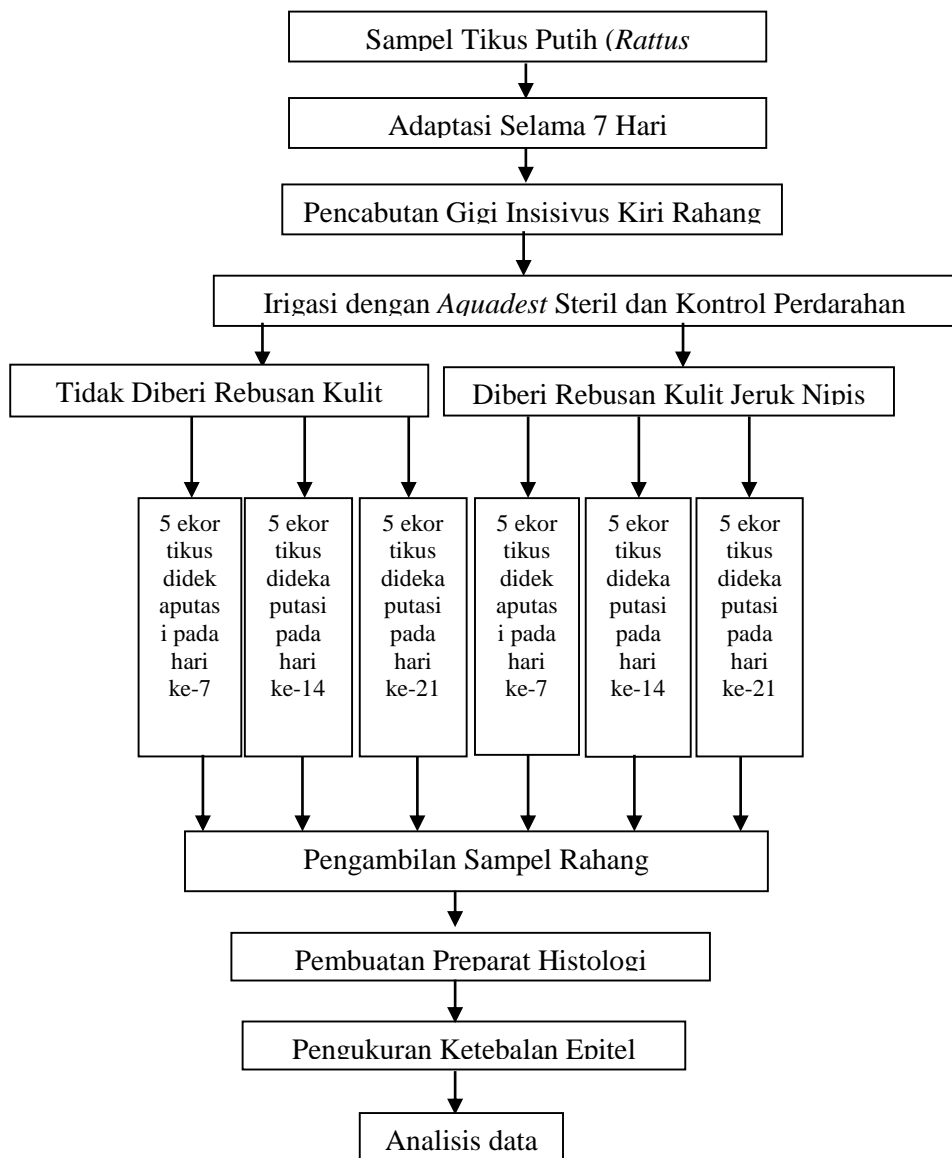 Sampel Tikus Putih (Rattus
Adaptasi Selama 7 Hari
Pencabutan Gigi Insisivus Kiri Rahang
Irigasi dengan Aquadest Steril dan Kontrol Perdarahan
Tidak Diberi Rebusan Kulit
Diberi Rebusan Kulit Jeruk Nipis
5 ekor
tikus
didek
aputas
i pada
hari
ke-7
5 ekor
tikus
dideka
putasi
pada
hari
ke-14
5 ekor
tikus
dideka
putasi
pada
hari
ke-21
5 ekor
tikus
didek
aputas
i pada
hari
ke-7
5 ekor
tikus
dideka
putasi
pada
hari
ke-14
5 ekor
tikus
dideka
putasi
pada
hari
ke-21
Pengambilan Sampel Rahang
Pembuatan Preparat Histologi
Pengukuran Ketebalan Epitel
Analisis data